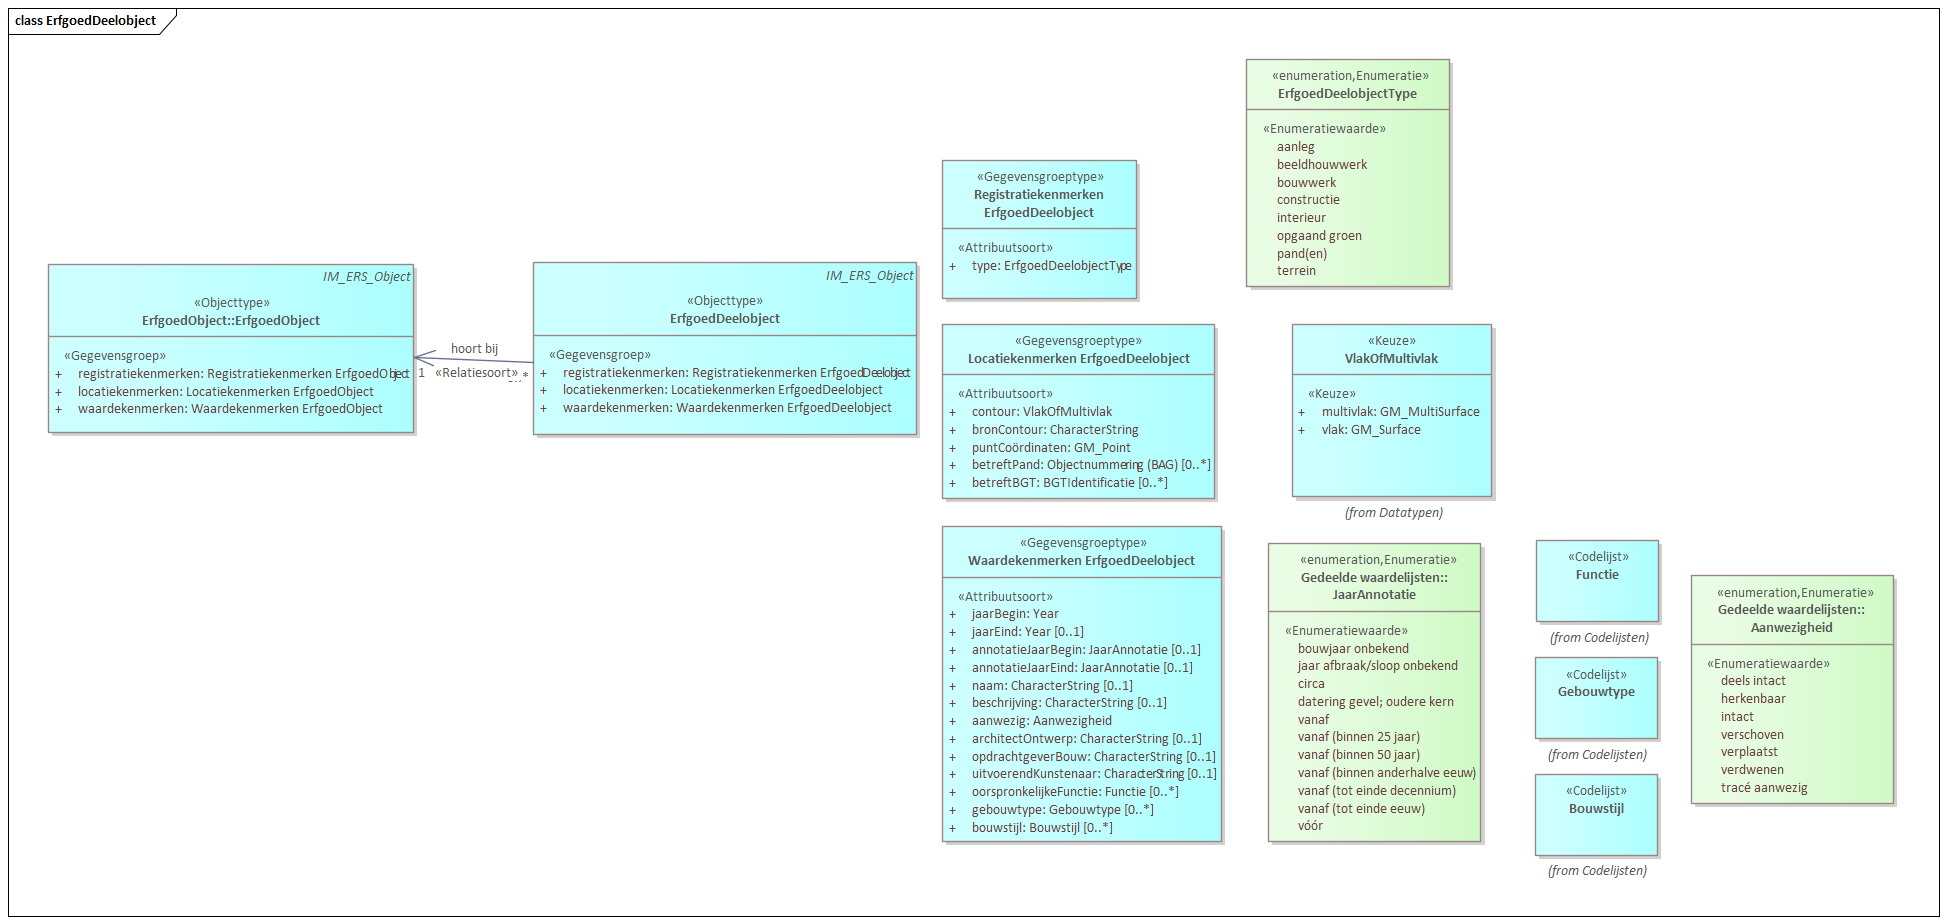 class ErfgoedDeelobject
IM_ERS_Object
«Objecttype»
ErfgoedObject::ErfgoedObject
«Gegevensgroep»
+ registratiekenmerken: Registratiekenmerken ErfgoedObject
+ locatiekenmerken: Locatiekenmerken ErfgoedObject
+ waardekenmerken: Waardekenmerken ErfgoedObject
hoort bij
1 «Relatiesoort»
IM_ERS_Object
«Objecttype»
ErfgoedDeelobject
«Gegevensgroep»
+ registratiekenmerken: Registratiekenmerken ErfgoedDeelobject
+ locatiekenmerken: Locatiekenmerken ErfgoedDeelobject
+ waardekenmerken: Waardekenmerken ErfgoedDeelobject
«Gegevensgroeptype»
Registratiekenmerken
ErfgoedDeelobject
«Attribuutsoort»
+ type: ErfgoedDeelobjectType
«Gegevensgroeptype»
Locatiekenmerken ErfgoedDeelobject
«Attribuutsoort»
+ contour: VlakOfMultivlak
+ bronContour: CharacterString
+ puntCoördinaten: GM_Point
+ betreftPand: Objectnummering (BAG) [0..*]
+ betreftBGT: BGTIdentificatie [0..*]
«Gegevensgroeptype»
Waardekenmerken ErfgoedDeelobject
«Attribuutsoort»
+ jaarBegin: Year
+ jaarEind: Year [0..1]
+ annotatieJaarBegin: JaarAnnotatie [0..1]
+ annotatieJaarEind: JaarAnnotatie [0..1]
+ naam: CharacterString [0..1]
+ beschrijving: CharacterString [0..1]
+ aanwezig: Aanwezigheid
+ architectOntwerp: CharacterString [0..1]
+ opdrachtgeverBouw: CharacterString [0..1]
+ uitvoerendKunstenaar: CharacterString [0..1]
+ oorspronkelijkeFunctie: Functie [0..*]
+ gebouwtype: Gebouwtype [0..*]
+ bouwstijl: Bouwstijl [0..*]
«enumeration,Enumeratie»
ErfgoedDeelobjectType
«Enumeratiewaarde»
aanleg
beeldhouwwerk
bouwwerk
constructie
interieur
opgaand groen
pand(en)
terrein
«Keuze»
VlakOfMultivlak
«Keuze»
+ multivlak: GM_MultiSurface
+ vlak: GM_Surface
(from Datatypen)
«enumeration,Enumeratie»
Gedeelde waardelijsten::
JaarAnnotatie
«Enumeratiewaarde»
bouwjaar onbekend
jaar afbraak/sloop onbekend
circa
datering gevel; oudere kern
vanaf
vanaf (binnen 25 jaar)
vanaf (binnen 50 jaar)
vanaf (binnen anderhalve eeuw)
vanaf (tot einde decennium)
vanaf (tot einde eeuw)
vóór
«Codelijst»
Functie
(from Codelijsten)
«Codelijst»
Gebouwtype
(from Codelijsten)
«Codelijst»
Bouwstijl
(from Codelijsten)
«enumeration,Enumeratie»
Gedeelde waardelijsten::
Aanwezigheid
«Enumeratiewaarde»
deels intact
herkenbaar
intact
verschoven
verplaatst
verdwenen
tracé aanwezig